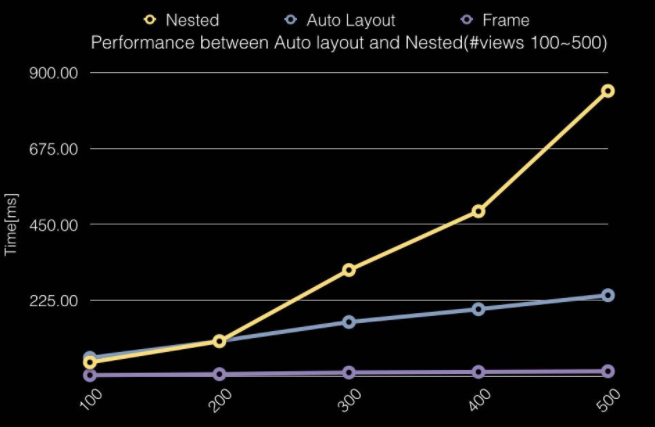 Nested Auto Layout Frame
Performance between Auto layout and Nested(#views 100~500)
900.00
675.00
450.00
225.00
Time[ms]
100 200 300 400 500